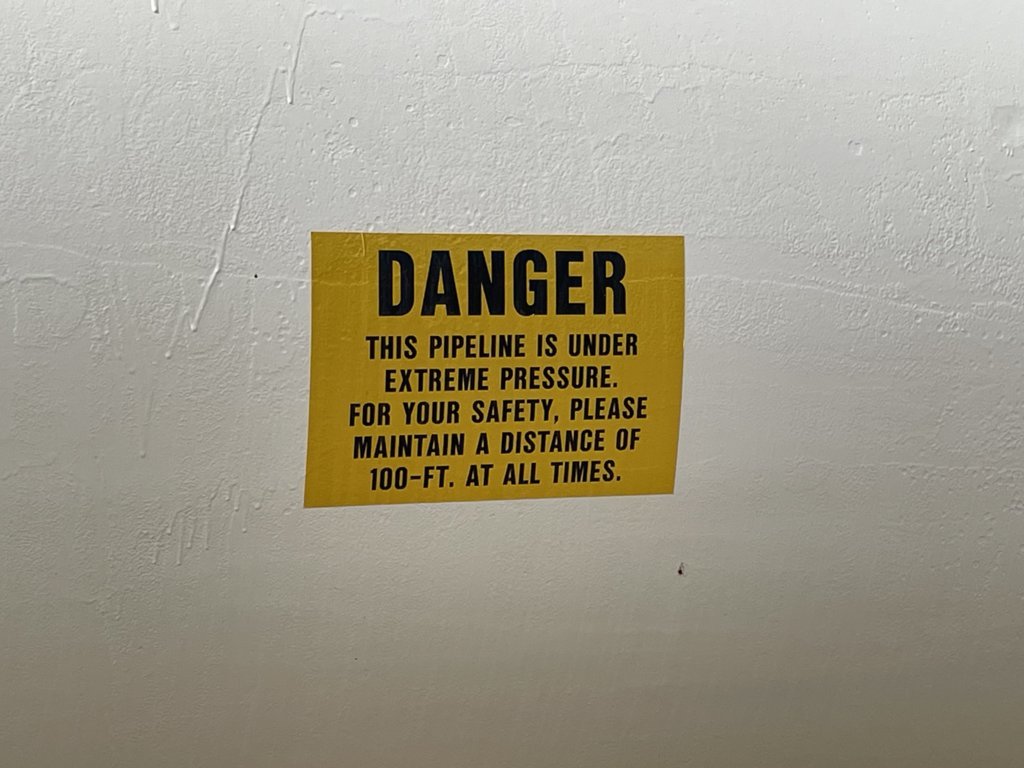 DANGER
THIS PIPELINE IS UNDER
EXTREME PRESSURE.
FOR YOUR SAFETY, PLEASE
MAINTAIN A DISTANCE OF
100-FT. AT ALL TIMES.